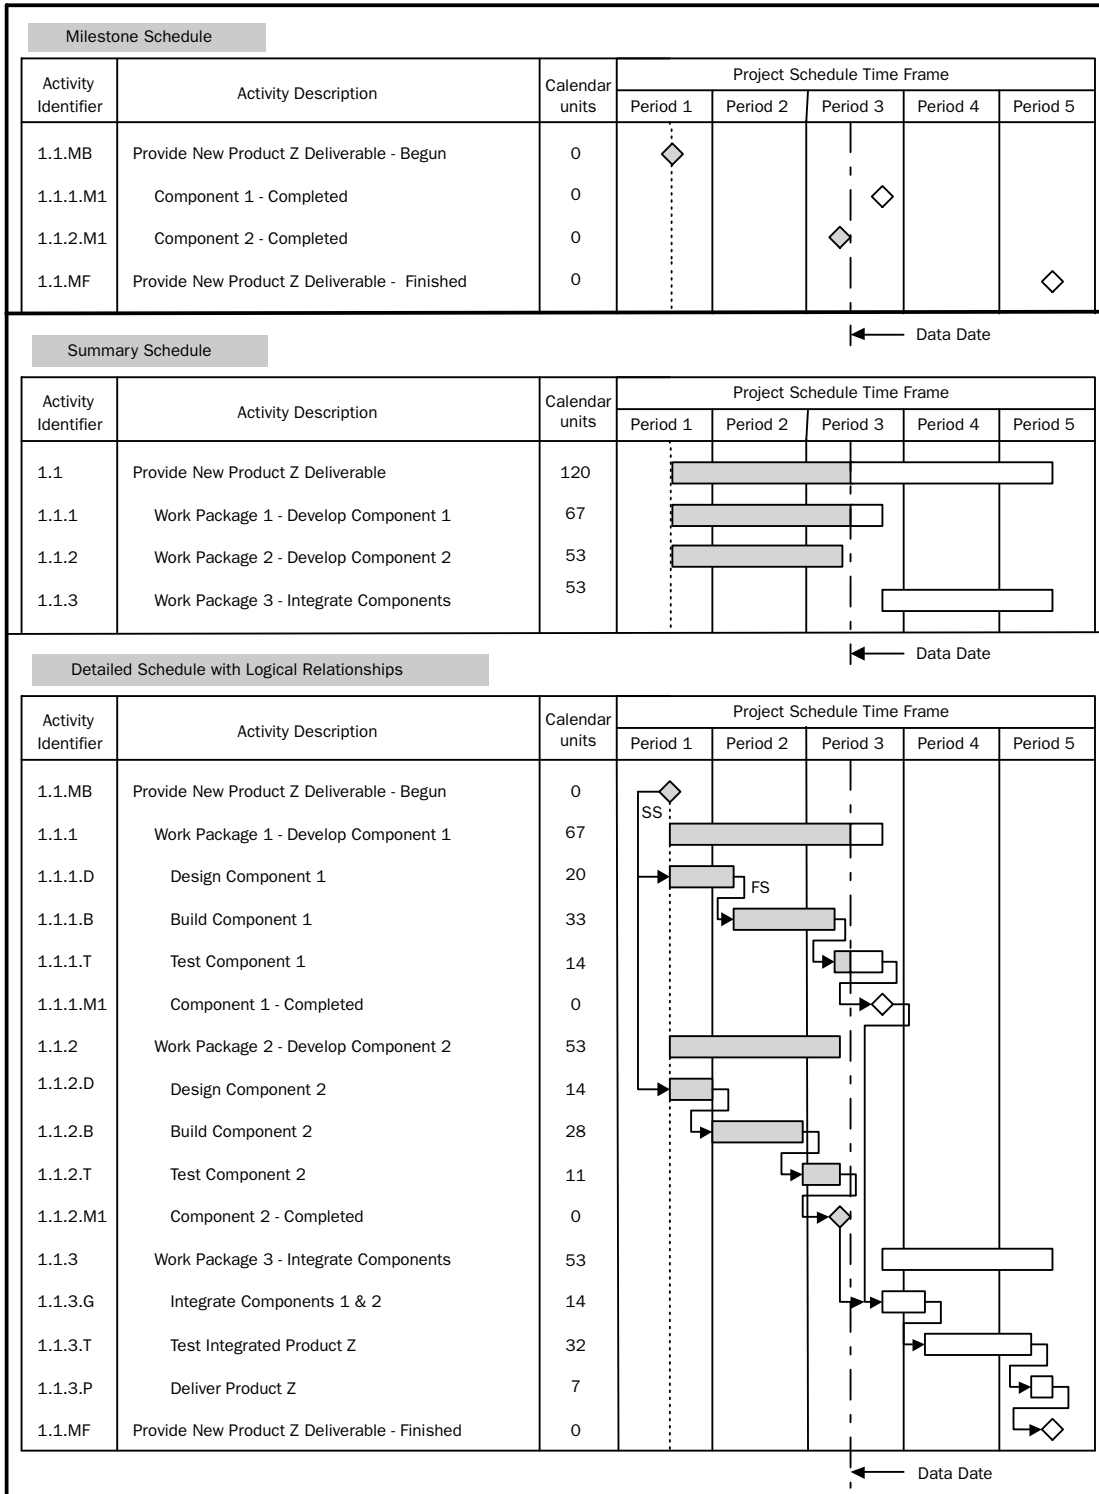 Milestone Schedule
Activity Identifier Activity Description Calendar units Project Schedule Time Frame
Period 1 Period 2 Period 3 Period 4 Period 5
1.1.MB Provide New Product Z Deliverable - Begun 0
1.1.1.M1 Component 1 - Completed 0
1.1.2.M1 Component 2 - Completed 0
1.1.MF Provide New Product Z Deliverable - Finished 0
Data Date
Summary Schedule
Activity Identifier Activity Description Calendar units Project Schedule Time Frame
Period 1 Period 2 Period 3 Period 4 Period 5
1.1 Provide New Product Z Deliverable 120
1.1.1 Work Package 1 - Develop Component 1 67
1.1.2 Work Package 2 - Develop Component 2 53
1.1.3 Work Package 3 - Integrate Components 53
Data Date
Detailed Schedule with Logical Relationships
Activity Identifier Activity Description Calendar units Project Schedule Time Frame
Period 1 Period 2 Period 3 Period 4 Period 5
1.1.MB Provide New Product Z Deliverable - Begun 0
SS
1.1.1 Work Package 1 - Develop Component 1 67
1.1.1.D Design Component 1 20
FS
1.1.1.B Build Component 1 33
1.1.1.T Test Component 1 14
1.1.1.M1 Component 1 - Completed 0
1.1.2 Work Package 2 - Develop Component 2 53
1.1.2.D Design Component 2 14
1.1.2.B Build Component 2 28
1.1.2.T Test Component 2 11
1.1.2.M1 Component 2 - Completed 0
1.1.3 Work Package 3 - Integrate Components 53
1.1.3.G Integrate Components 1 & 2 14
1.1.3.T Test Integrated Product Z 32
1.1.3.P Deliver Product Z 7
1.1.MF Provide New Product Z Deliverable - Finished 0
Data Date